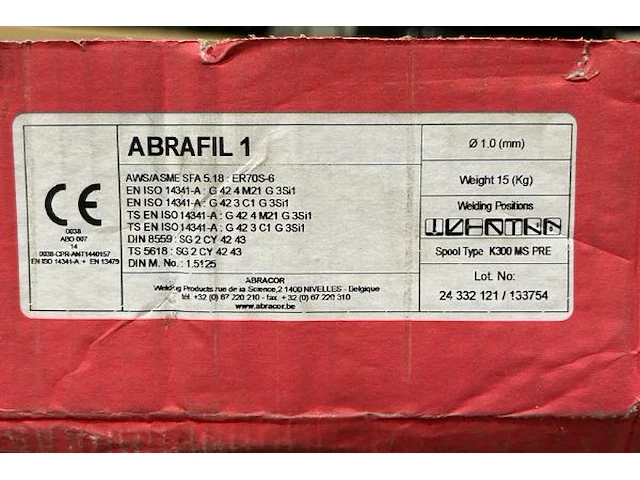 CE
0038
ABO 007
14
0038-CPR-ANT1440157
EN ISO 14341-A + EN 13479
ABRAFIL 1
AWS/ASME SFA 5.18 : ER70S-6
EN ISO 14341-A : G 42 4 M21 G 3Si1
EN ISO 14341-A : G 42 3 C1 G 3Si1
TS EN ISO 14341-A : G 42 4 M21 G 3Si1
TS EN ISO 14341-A : G 42 3 C1 G 3Si1
DIN 8559 : SG 2 CY 42 43
TS 5618 : SG 2 CY 42 43
DIN M. No. : 1.5125
ABRACOR
Welding Products rue de la Science,2 1400 NIVELLES - Belgique
tél. +32 (0) 67 220 210 - fax. + +32 (0) 67 220 310
www.abracor.be
Ø 1.0 (mm)
Weight 15 (Kg)
Welding Positions
Spool Type K300 MS PRE
Lot. No:
24 332 121 / 133754